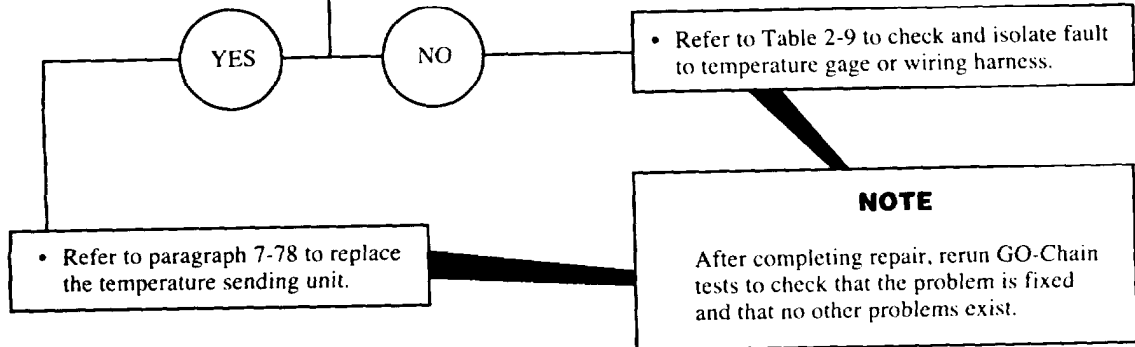 YES
NO
• Refer to Table 2-9 to check and isolate fault
to temperature gage or wiring harness.
• Refer to paragraph 7-78 to replace
the temperature sending unit.
NOTE
After completing repair, rerun GO-Chain
tests to check that the problem is fixed
and that no other problems exist.